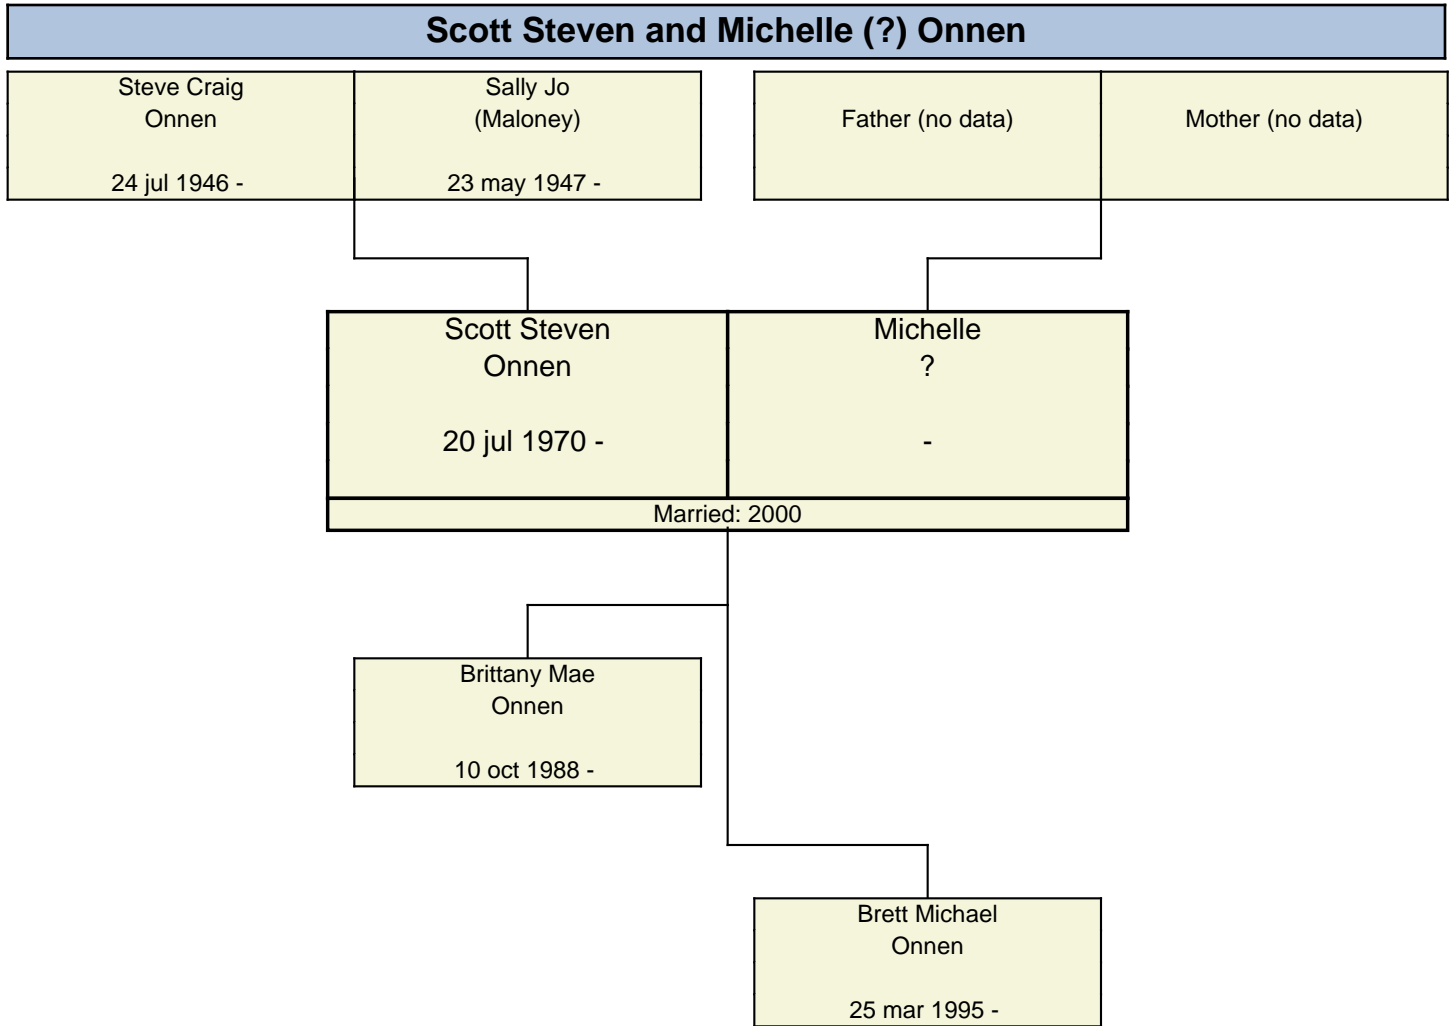 Scott Steven and Michelle (?) Onnen
Steve Craig
Onnen
24 jul 1946 -
Sally Jo
(Maloney)
23 may 1947 -
Father (no data)
Mother (no data)
Scott Steven
Onnen
20 jul 1970 -
Michelle
?
-
Married: 2000
Brittany Mae
Onnen
10 oct 1988 -
Brett Michael
Onnen
25 mar 1995 -